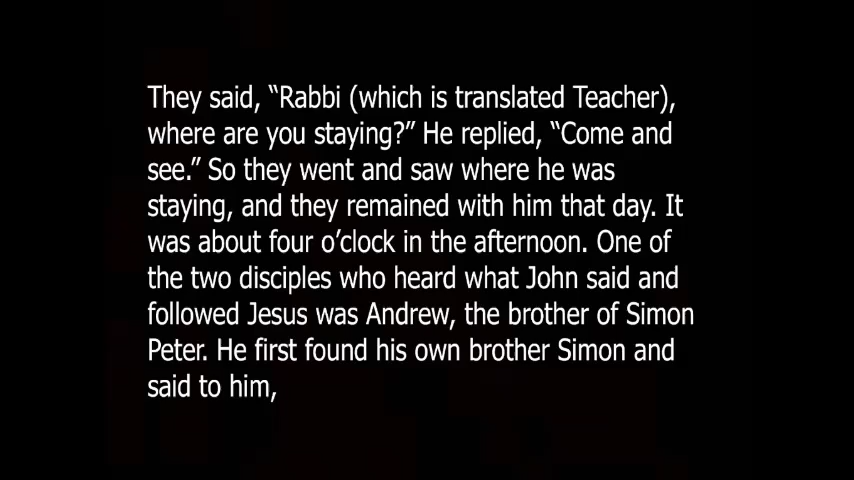 They said, “Rabbi (which is translated Teacher),
where are you staying?” He replied, “Come and
see.” So they went and saw where he was
staying, and they remained with him that day. It
was about four o’clock in the afternoon. One of
the two disciples who heard what John said and
followed Jesus was Andrew, the brother of Simon
Peter. He first found his own brother Simon and
said to him,